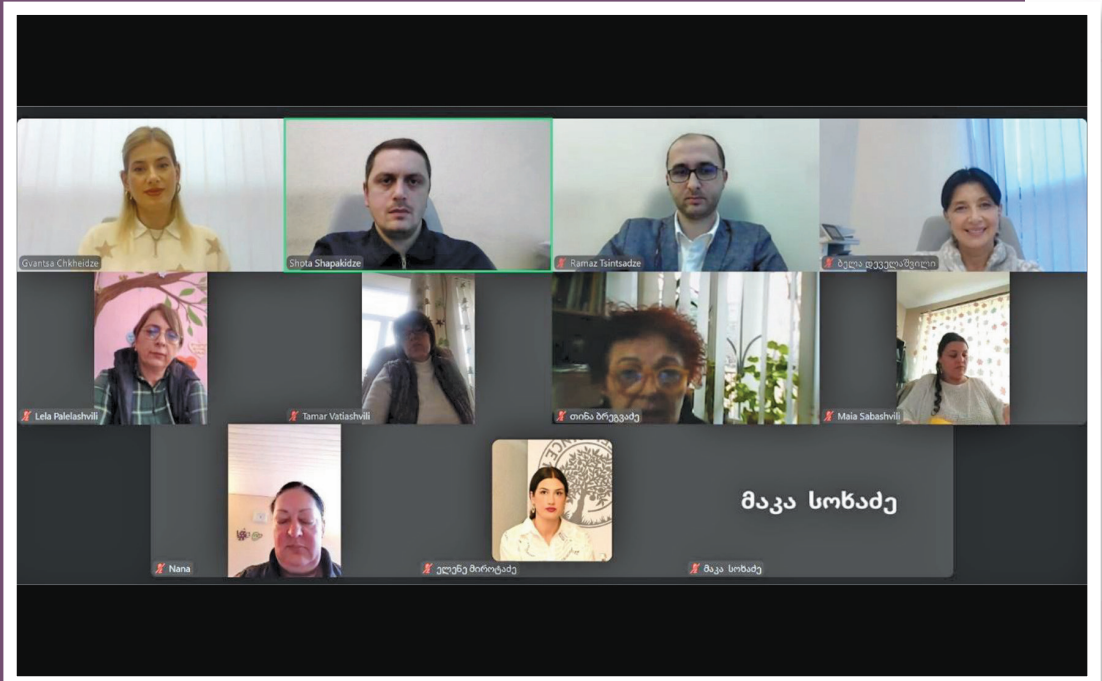 Gvantsa Chkheidze
Shota Shapakidze
Ramaz Tsintsadze
ბელა დეველაშვილი
Lela Palelashvili
Tamar Vatiashvili
თინა ბრეგვაძე
Maia Sabashvili
Nana
ელენე მიროტაძე
მაკა სოხაძე
მაკა სოხაძე